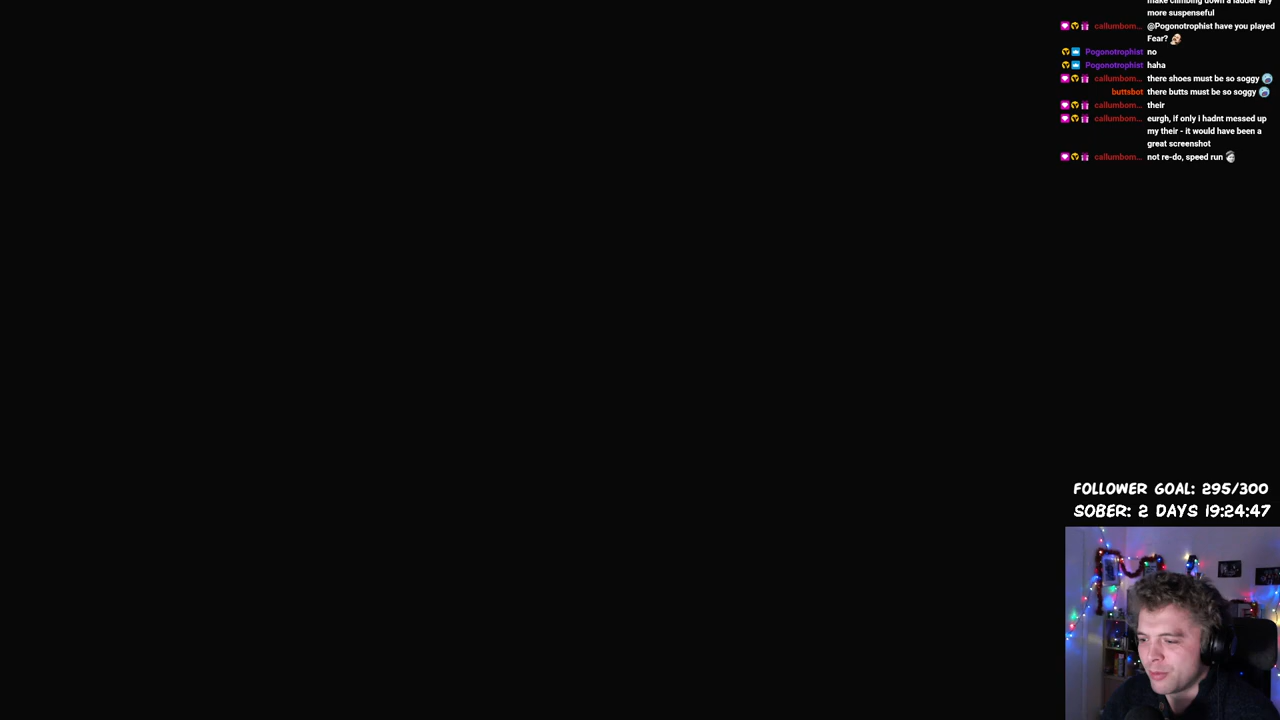 make climbing down a ladder any
more suspenseful
callumbom... @Pogonotrophist have you played
Fear?
Pogonotrophist no
Pogonotrophist haha
callumbom... there shoes must be so soggy
buttsbot there butts must be so soggy
callumbom... their
callumbom... eurgh, if only i hadnt messed up
my their - it would have been a
great screenshot
callumbom... not re-do, speed run
FOLLOWER GOAL: 295/300
SOBER: 2 DAYS 19:24:47